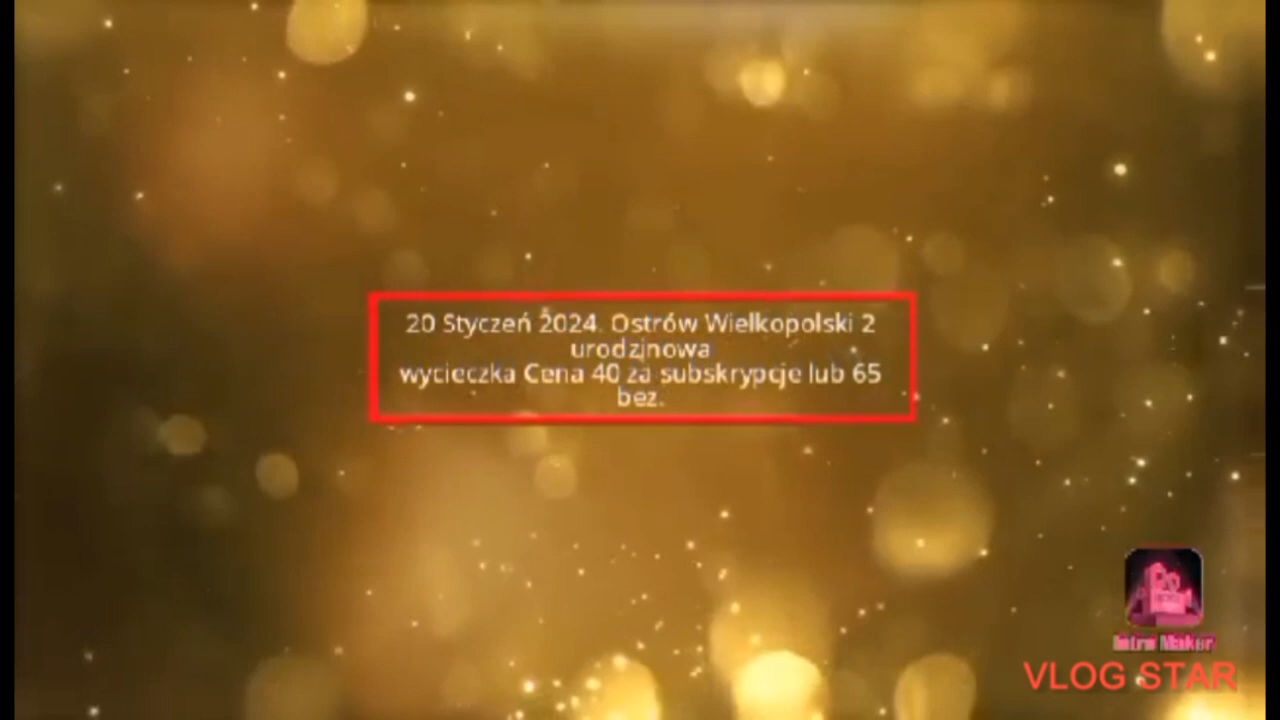 20 Styczeń 2024. Ostrów Wielkopolski 2
urodzinowa
wycieczka Cena 40 za subskrypcje lub 65
bez.
Intro Maker
VLOG STAR